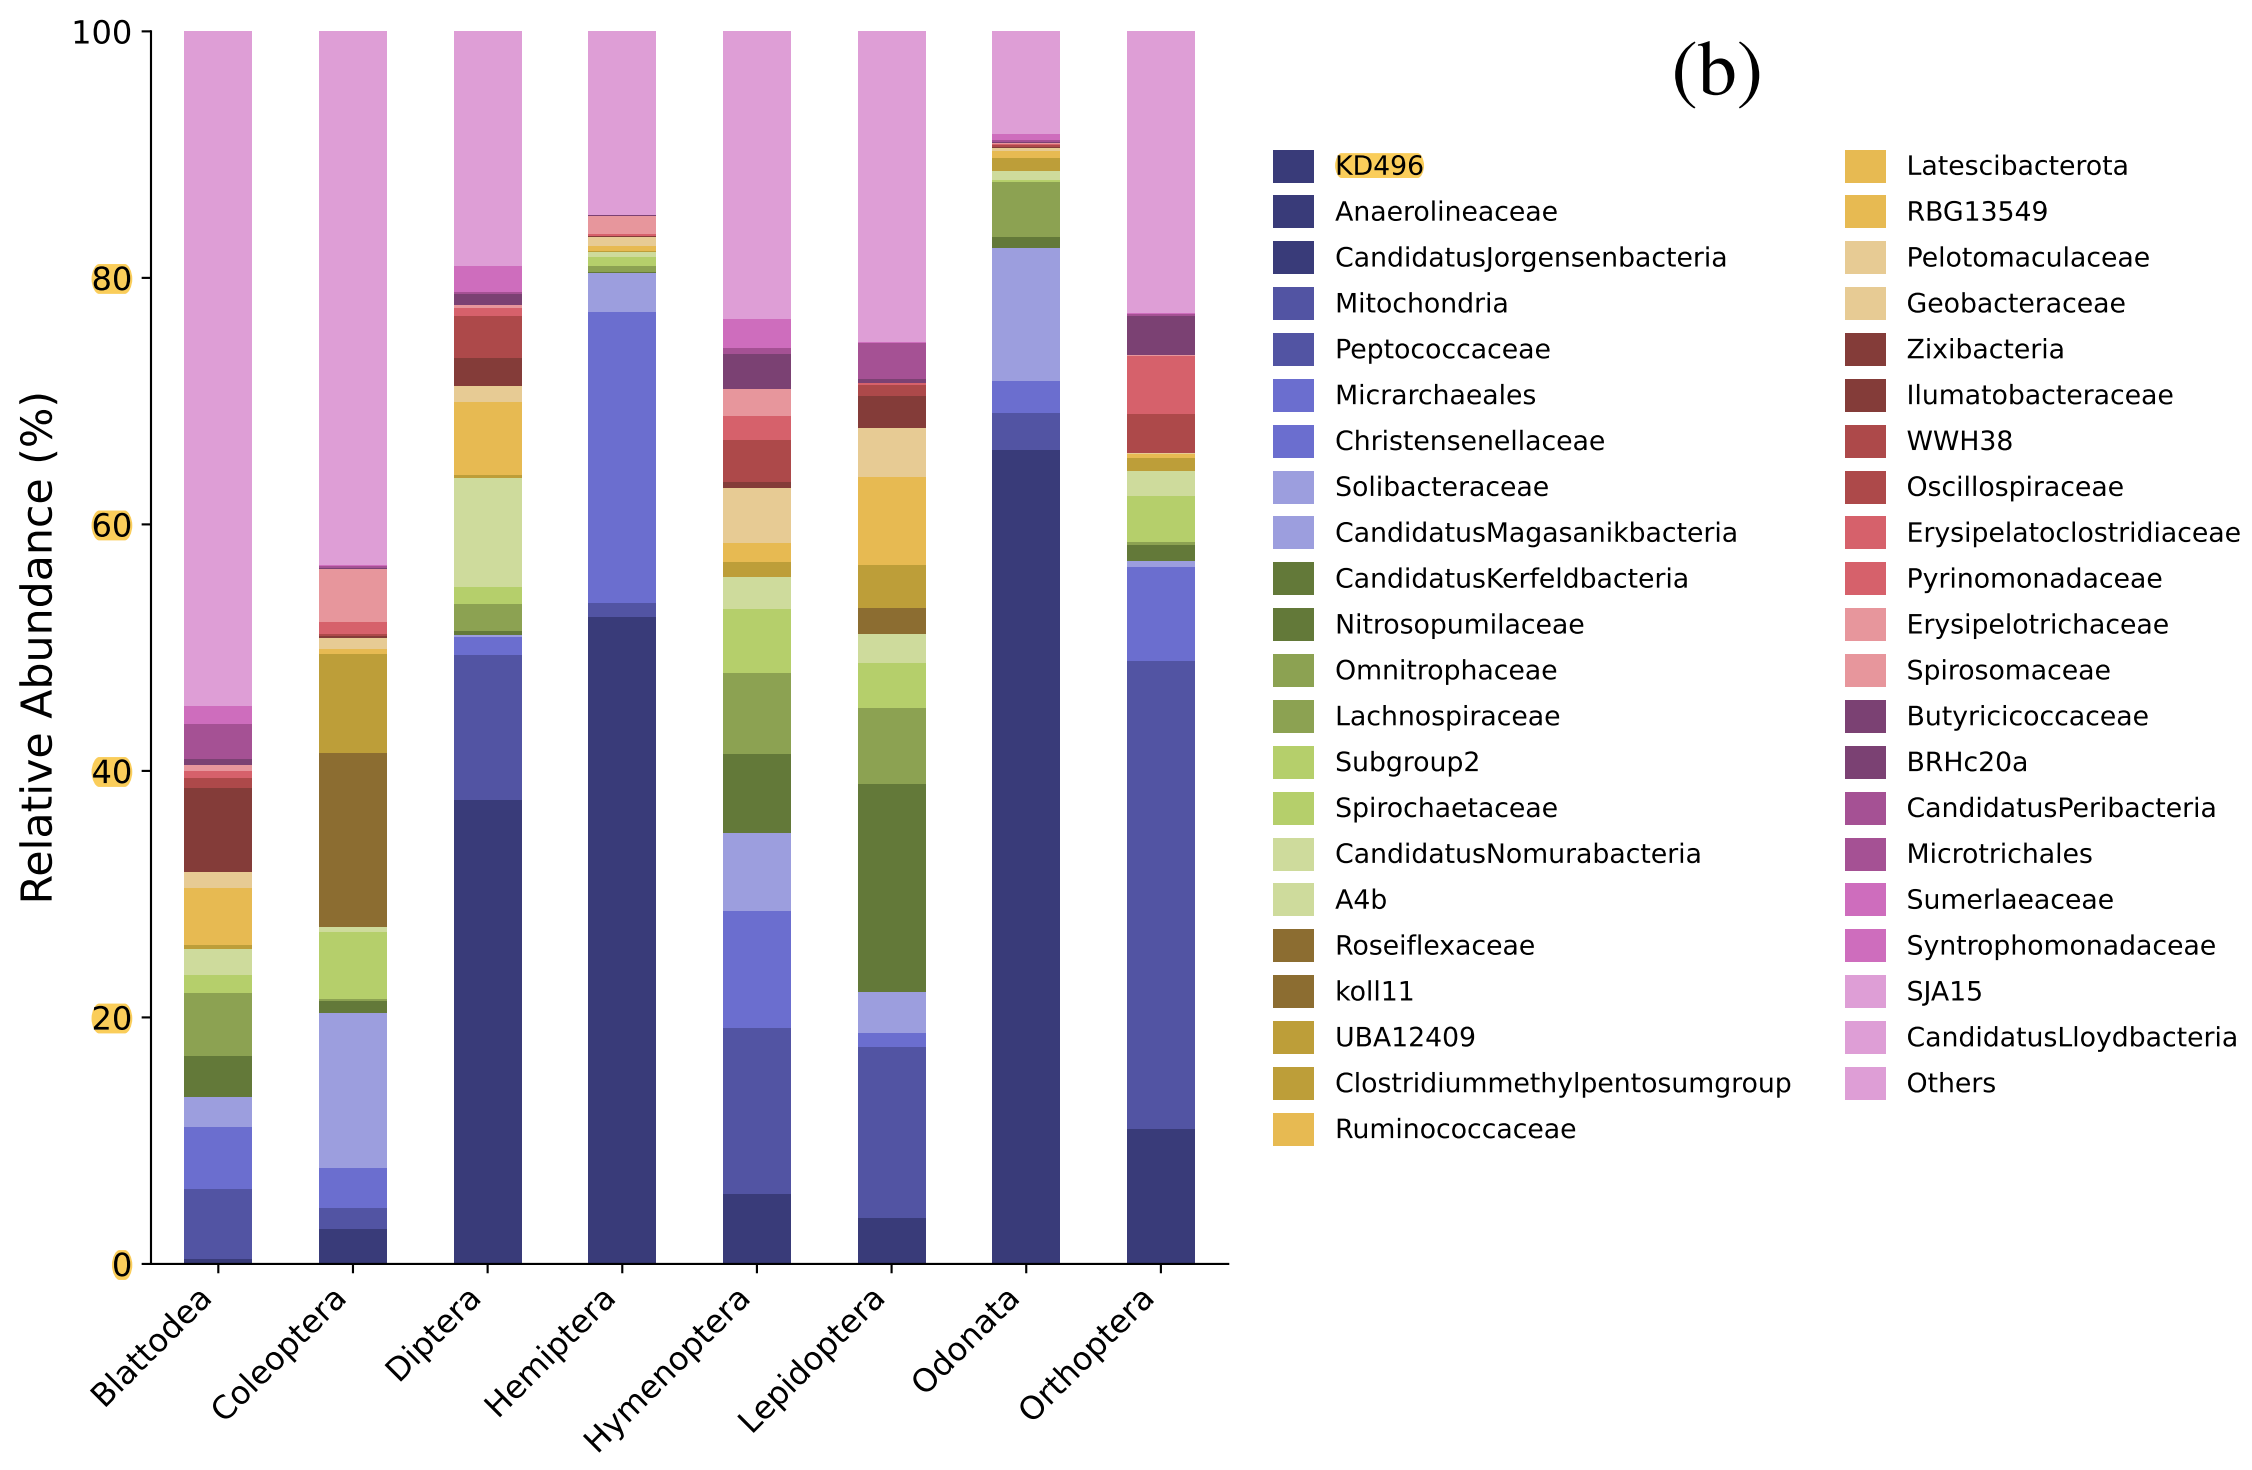 (b)
100
80
60
40
20
0
Relative Abundance (%)
Blattodea
Coleoptera
Diptera
Hemiptera
Hymenoptera
Lepidoptera
Odonata
Orthoptera
KD496
Anaerolineaceae
CandidatusJorgensenbacteria
Mitochondria
Peptococcaceae
Micrarchaeales
Christensenellaceae
Solibacteraceae
CandidatusMagasanikbacteria
CandidatusKerfeldbacteria
Nitrosopumilaceae
Omnitrophaceae
Lachnospiraceae
Subgroup2
Spirochaetaceae
CandidatusNomurabacteria
A4b
Roseiflexaceae
koll11
UBA12409
Clostridiummethylpentosumgroup
Ruminococcaceae
Latescibacterota
RBG13549
Pelotomaculaceae
Geobacteraceae
Zixibacteria
Ilumatobacteraceae
WWH38
Oscillospiraceae
Erysipelatoclostridiaceae
Pyrinomonadaceae
Erysipelotrichaceae
Spirosomaceae
Butyricicoccaceae
BRHc20a
CandidatusPeribacteria
Microtrichales
Sumerlaeaceae
Syntrophomonadaceae
SJA15
CandidatusLloydbacteria
Others